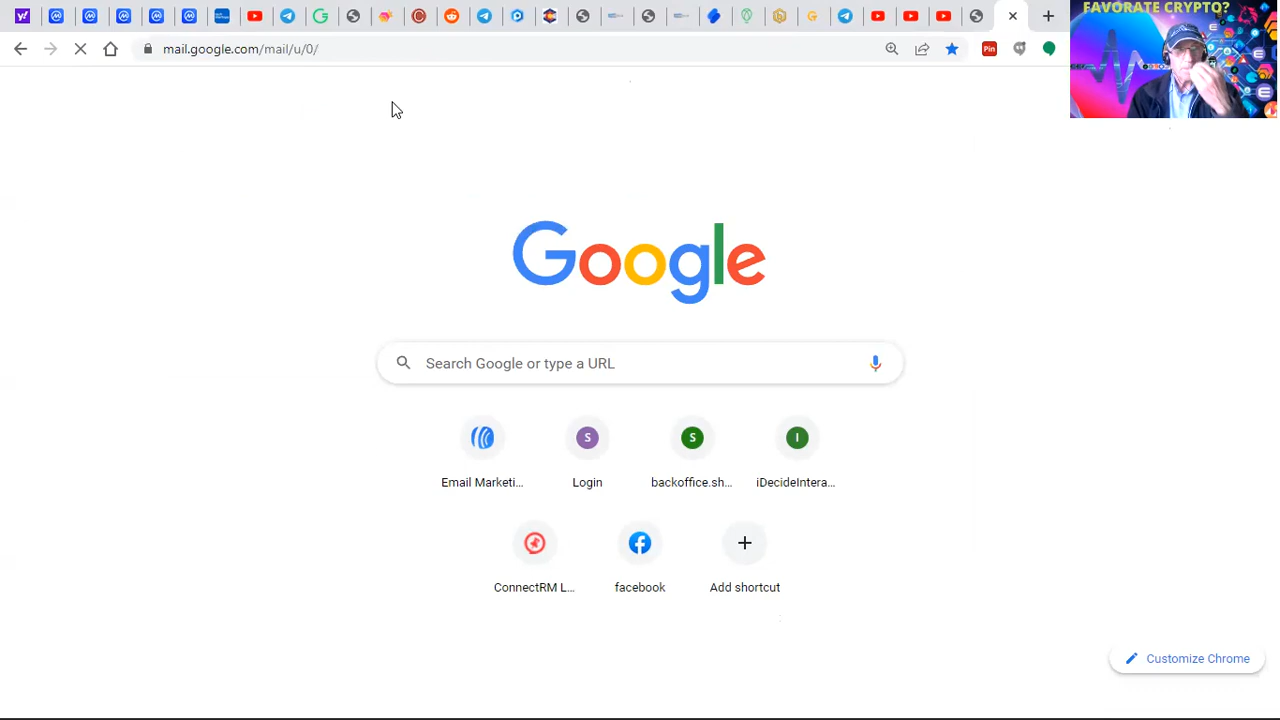 FAVORATE CRYPTO?
mail.google.com/mail/u/0/
Pin
Google
Search Google or type a URL
S
S
I
Email Marketi...
Login
backoffice.sh...
iDecideIntera...
ConnectRM L...
facebook
Add shortcut
Customize Chrome